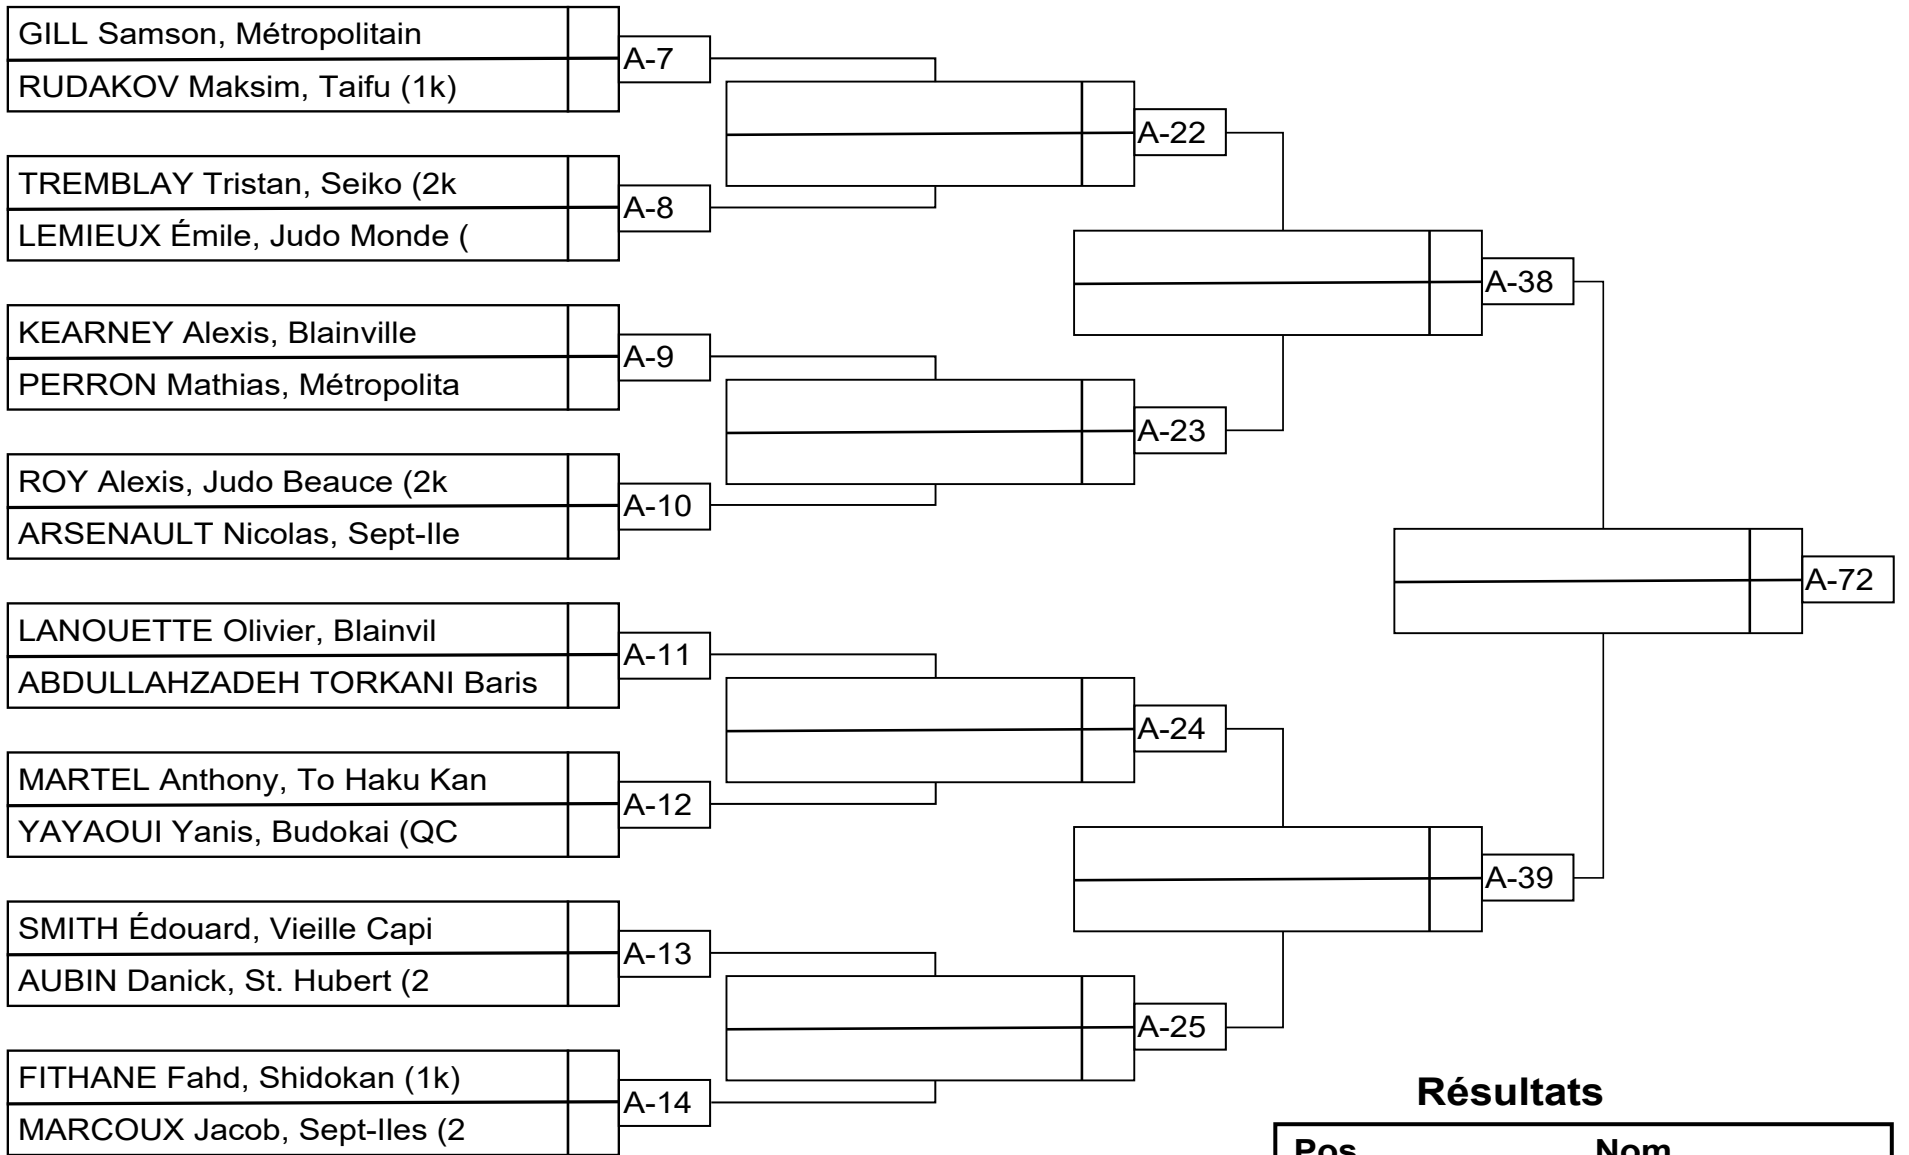 GILL Samson, Métropolitain
A-7
RUDAKOV Maksim, Taifu (1k)
A-22
TREMBLAY Tristan, Seiko (2k
A-8
LEMIEUX Émile, Judo Monde (
A-38
KEARNEY Alexis, Blainville
A-9
PERRON Mathias, Métropolita
A-23
ROY Alexis, Judo Beauce (2k
A-10
ARSENAULT Nicolas, Sept-Ile
A-72
LANOUETTE Olivier, Blainvil
A-11
ABDULLAHZADEH TORKANI Baris
A-24
MARTEL Anthony, To Haku Kan
A-12
YAYAOUI Yanis, Budokai (QC
A-39
SMITH Édouard, Vieille Capi
A-13
AUBIN Danick, St. Hubert (2
A-25
FITHANE Fahd, Shidokan (1k)
A-14
MARCOUX Jacob, Sept-Iles (2
Résultats
Pos Nom